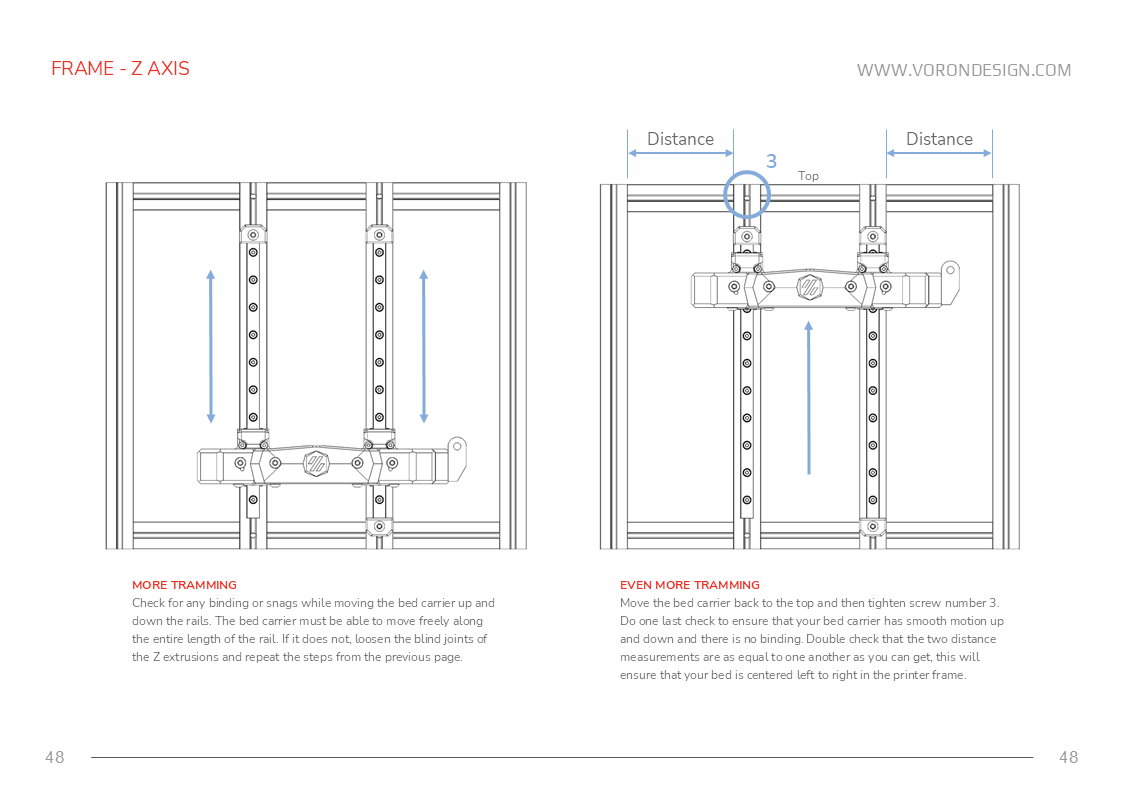 FRAME - Z AXIS
WWW.VORONDESIGN.COM
Distance
Distance
3
Top
MORE TRAMMING
Check for any binding or snags while moving the bed carrier up and
down the rails. The bed carrier must be able to move freely along
the entire length of the rail. If it does not, loosen the blind joints of
the Z extrusions and repeat the steps from the previous page.
EVEN MORE TRAMMING
Move the bed carrier back to the top and then tighten screw number 3.
Do one last check to ensure that your bed carrier has smooth motion up
and down and there is no binding. Double check that the two distance
measurements are as equal to one another as you can get, this will
ensure that your bed is centered left to right in the printer frame.
48
48